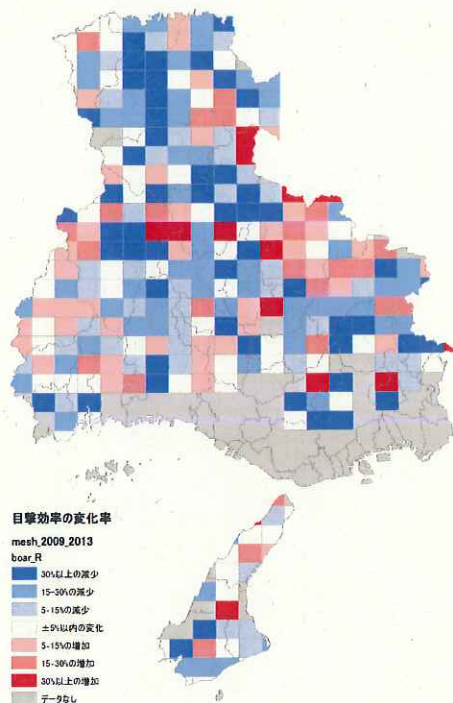 目撃効率の変化率
mesh_2009_2013
boar_R
30%以上の減少
15-30%の減少
5-15%の減少
±5%以内の変化
5-15%の増加
15-30%の増加
30%以上の増加
データなし